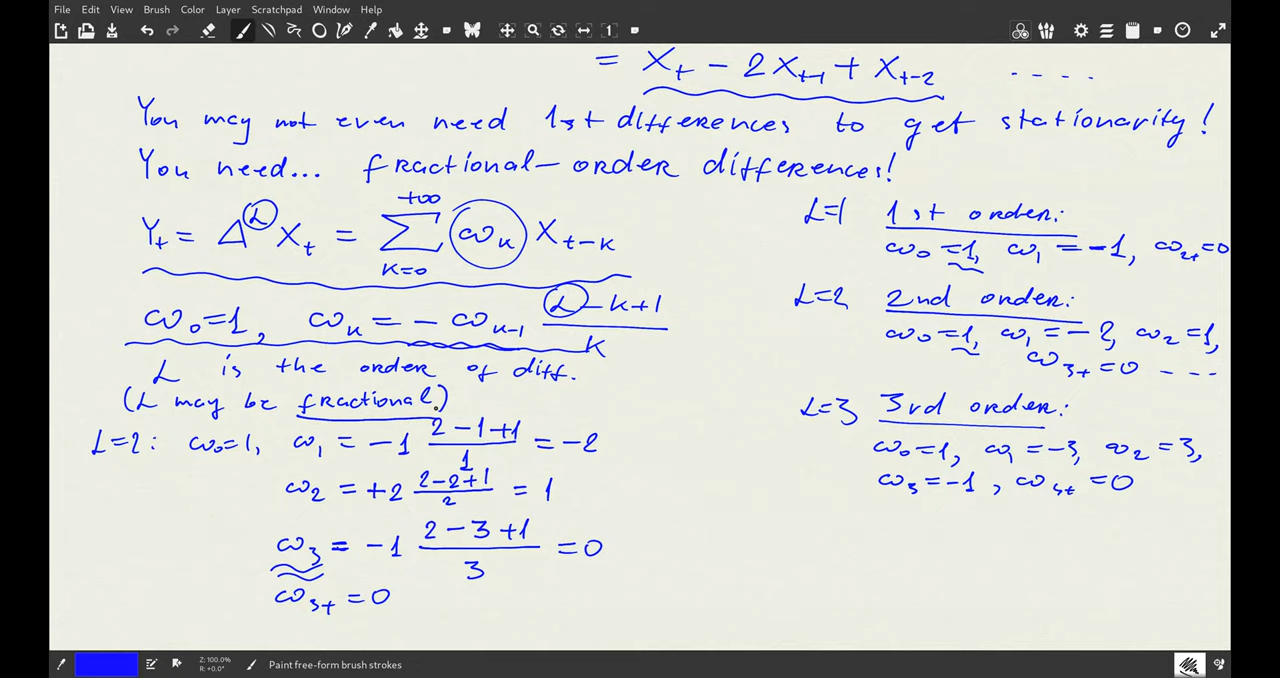 File Edit View Brush Color Layer Scratchpad Window Help
1
= X_t − 2X_{t-1} + X_{t-2} ....
You may not even need 1st differences to get stationarity!
You need... fractional-order differences!
Y_t = Δ^L X_t = Σ_{k=0}^{+∞} ω_k X_{t-k}
ω_0 = 1, ω_k = −ω_{k-1} (L−k+1)/k
L is the order of diff.
(L may be fractional.)
L=2: ω_0=1, ω_1 = −1 (2−1+1)/1 = −2
ω_2 = +2 (2−2+1)/2 = 1
ω_3 = −1 (2−3+1)/3 = 0
ω_{3+} = 0
L=1 1st order:
ω_0 = 1, ω_1 = −1, ω_{2+} = 0
L=2 2nd order:
ω_0 = 1, ω_1 = −2, ω_2 = 1,
ω_{3+} = 0 ....
L=3 3rd order:
ω_0 = 1, ω_1 = −3, ω_2 = 3,
ω_3 = −1, ω_{4+} = 0
Z: 100.0%
R: +0.0°
Paint free-form brush strokes